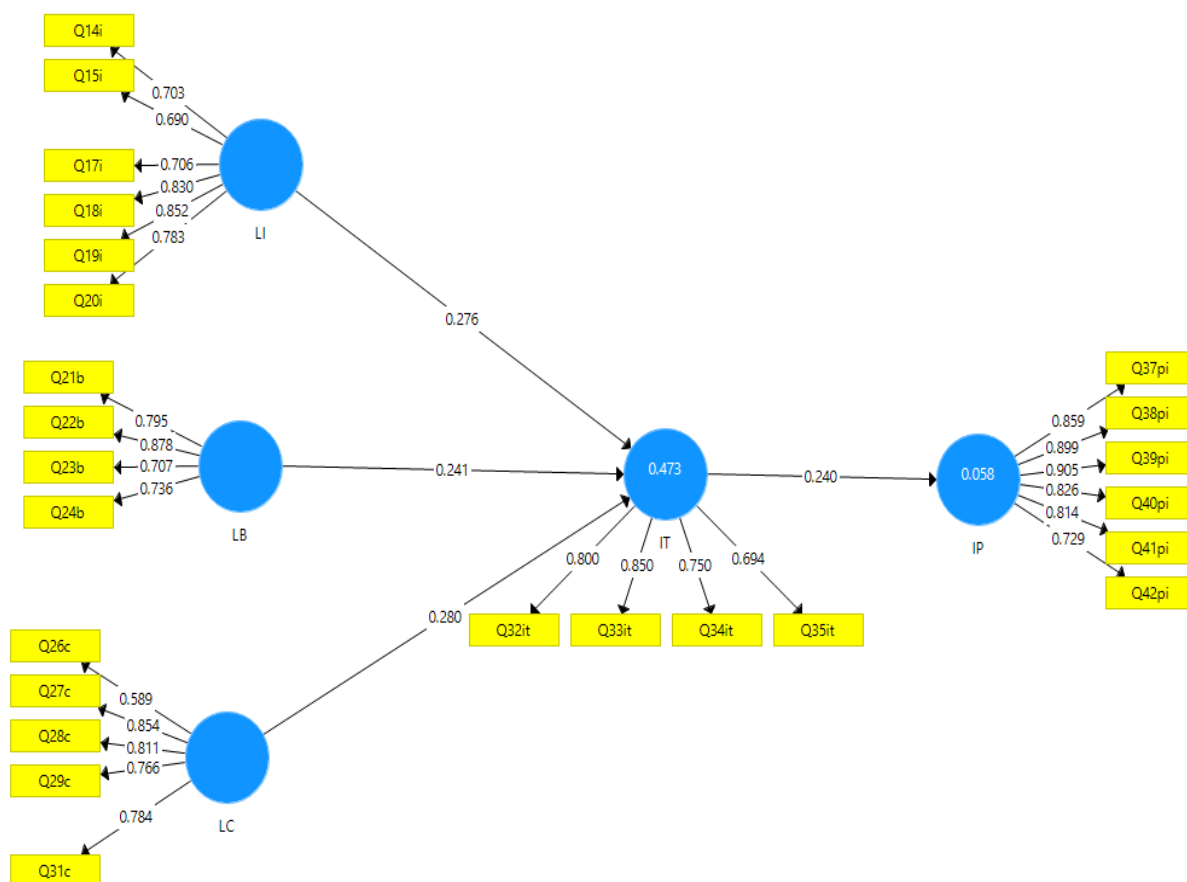 Q14i
Q15i
0.703
0.690
Q17i
0.706
0.830
Q18i
0.852
0.783
Q19i
Q20i
LI
0.276
Q21b
0.795
Q22b
0.878
Q23b
0.707
0.736
Q24b
LB
0.241
0.473
IT
0.240
0.058
IP
Q37pi
0.859
Q38pi
0.899
0.905
Q39pi
0.826
Q40pi
0.814
0.729
Q41pi
Q42pi
0.800
0.850
0.750
0.694
Q32it
Q33it
Q34it
Q35it
0.280
Q26c
0.589
Q27c
0.854
Q28c
0.811
0.766
Q29c
0.784
LC
Q31c